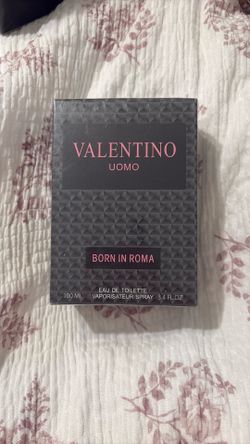 VALENTINO
UOMO
BORN IN ROMA
EAU DE TOILETTE
100 ML VAPORISATEUR SPRAY 3.4 FL.OZ